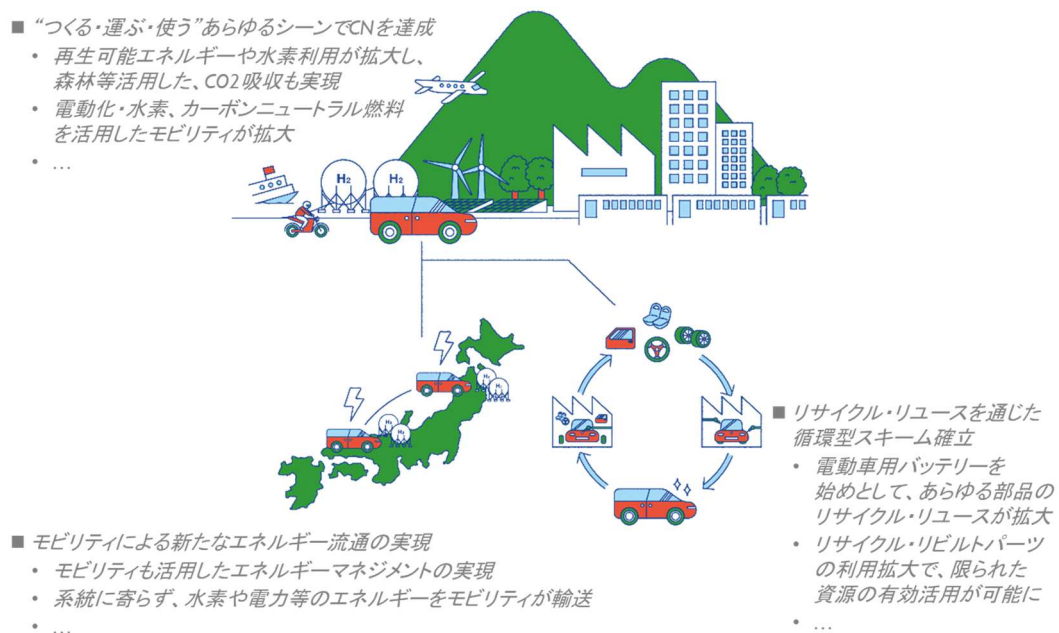 ■ “つくる・運ぶ・使う”あらゆるシーンでCNを達成
• 再生可能エネルギーや水素利用が拡大し、
森林等活用した、CO2吸収も実現
• 電動化・水素、カーボンニュートラル燃料
を活用したモビリティが拡大
• …
H2
H2
H2
H2
H2
H2
■ リサイクル・リユースを通じた
循環型スキーム確立
• 電動車用バッテリーを
始めとして、あらゆる部品の
リサイクル・リユースが拡大
• リサイクル・リビルトパーツ
の利用拡大で、限られた
資源の有効活用が可能に
• …
■ モビリティによる新たなエネルギー流通の実現
• モビリティも活用したエネルギーマネジメントの実現
• 系統に寄らず、水素や電力等のエネルギーをモビリティが輸送
• …